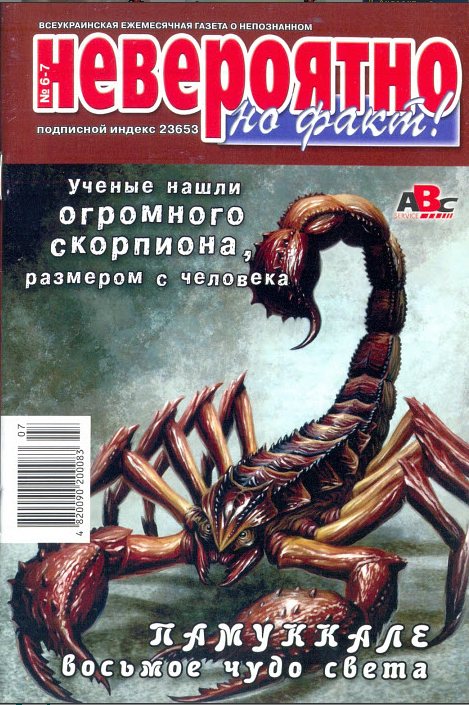 ВСЕУКРАИНСКАЯ ЕЖЕМЕСЯЧНАЯ ГАЗЕТА О НЕПОЗНАННОМ
№ 6-7
невероятно
но факт!
подписной индекс 23653
Ученые нашли
огромного
скорпиона,
размером с человека
ABC
SERVICE
07
4 820090 200083
ПАМУККАЛЕ
восьмое чудо света